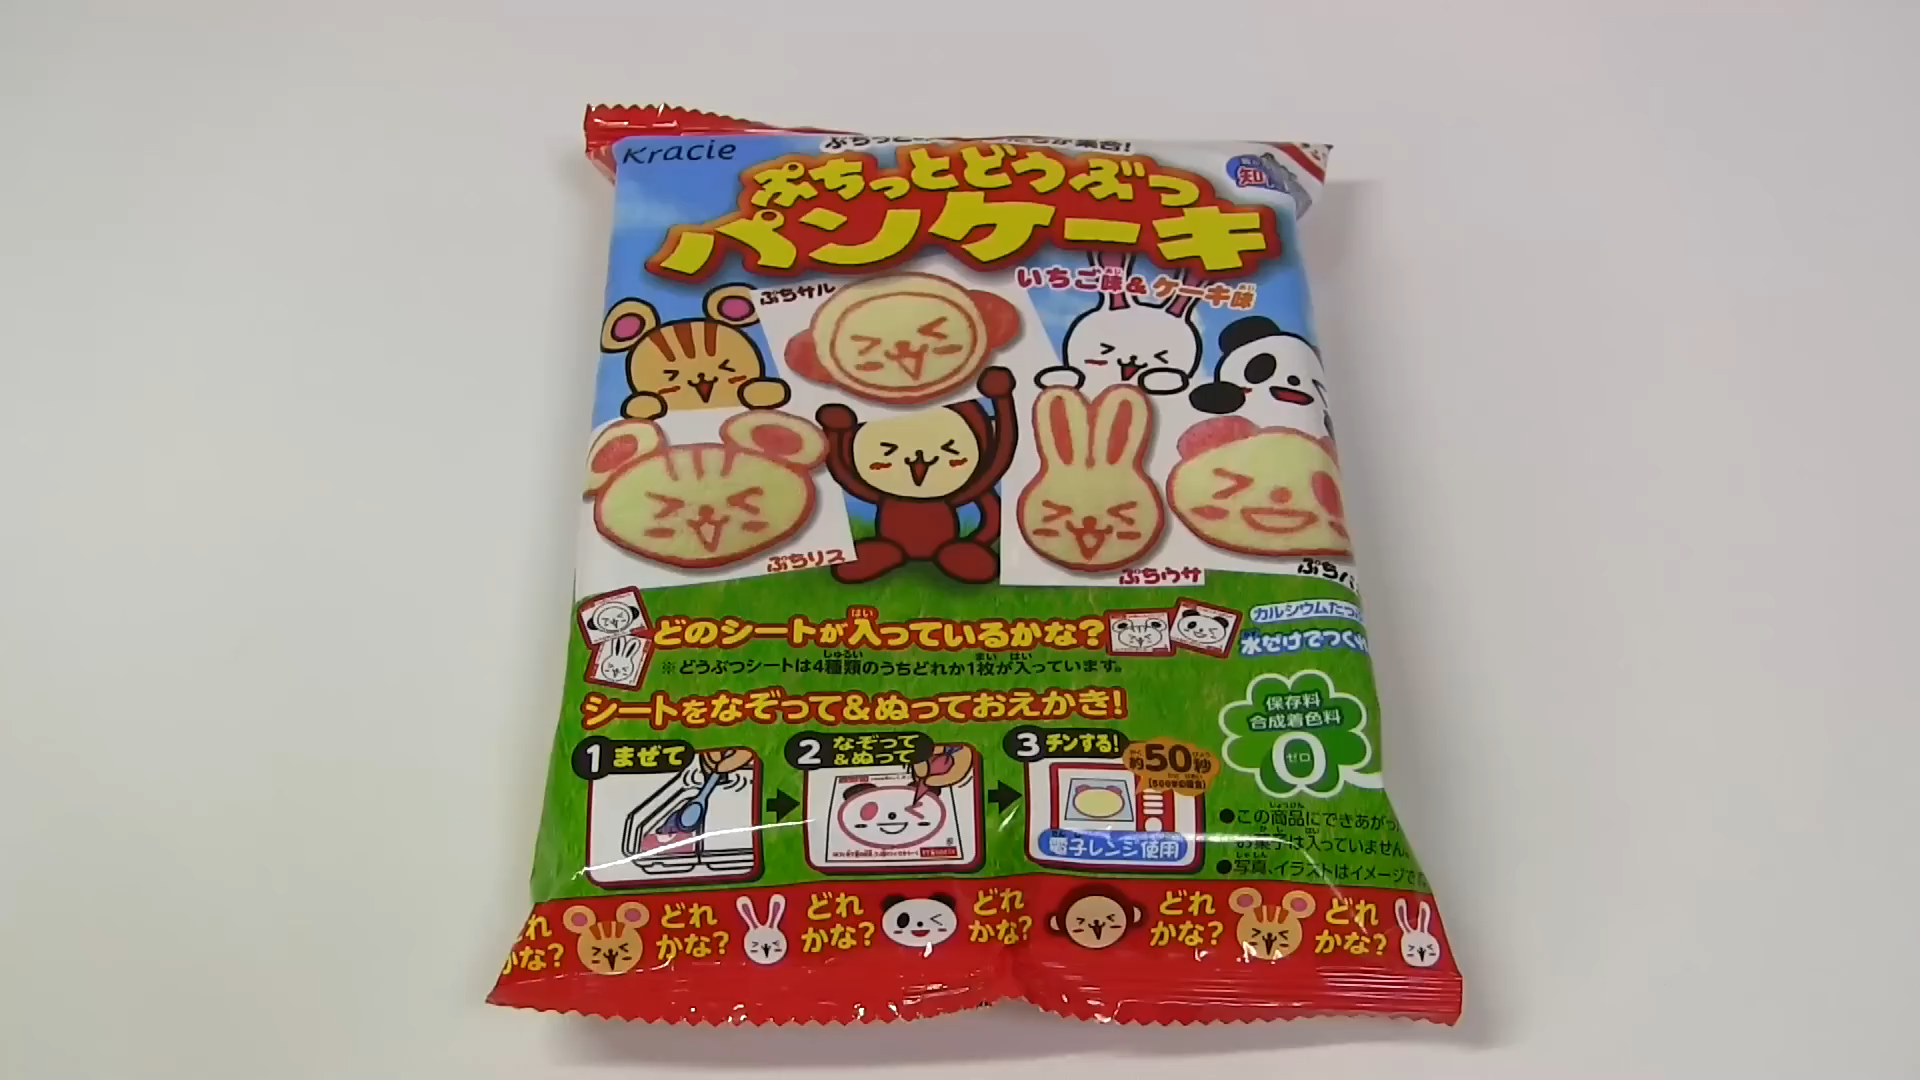 Kracie
ぷちっとどうぶつ
パンケーキ
いちご味&ケーキ味
ぷちサル
ぷちリス
ぷちウサ
どのシートが入っているかな?
※どうぶつシートは4種類のうちどれか1枚が入っています。
カルシウムた
水だけでつくれ
シートをなぞって&ぬっておえかき!
保存料
合成着色料
0
ゼロ
1 まぜて
2 なぞって
&ぬって
3 チンする!
約50秒
電子レンジ使用
●この商品にできあがっ
お菓子は入っていません。
●写真、イラストはイメージで
れ かな?
どれ かな?
どれ かな?
どれ かな?
どれ かな?
どれ かな?